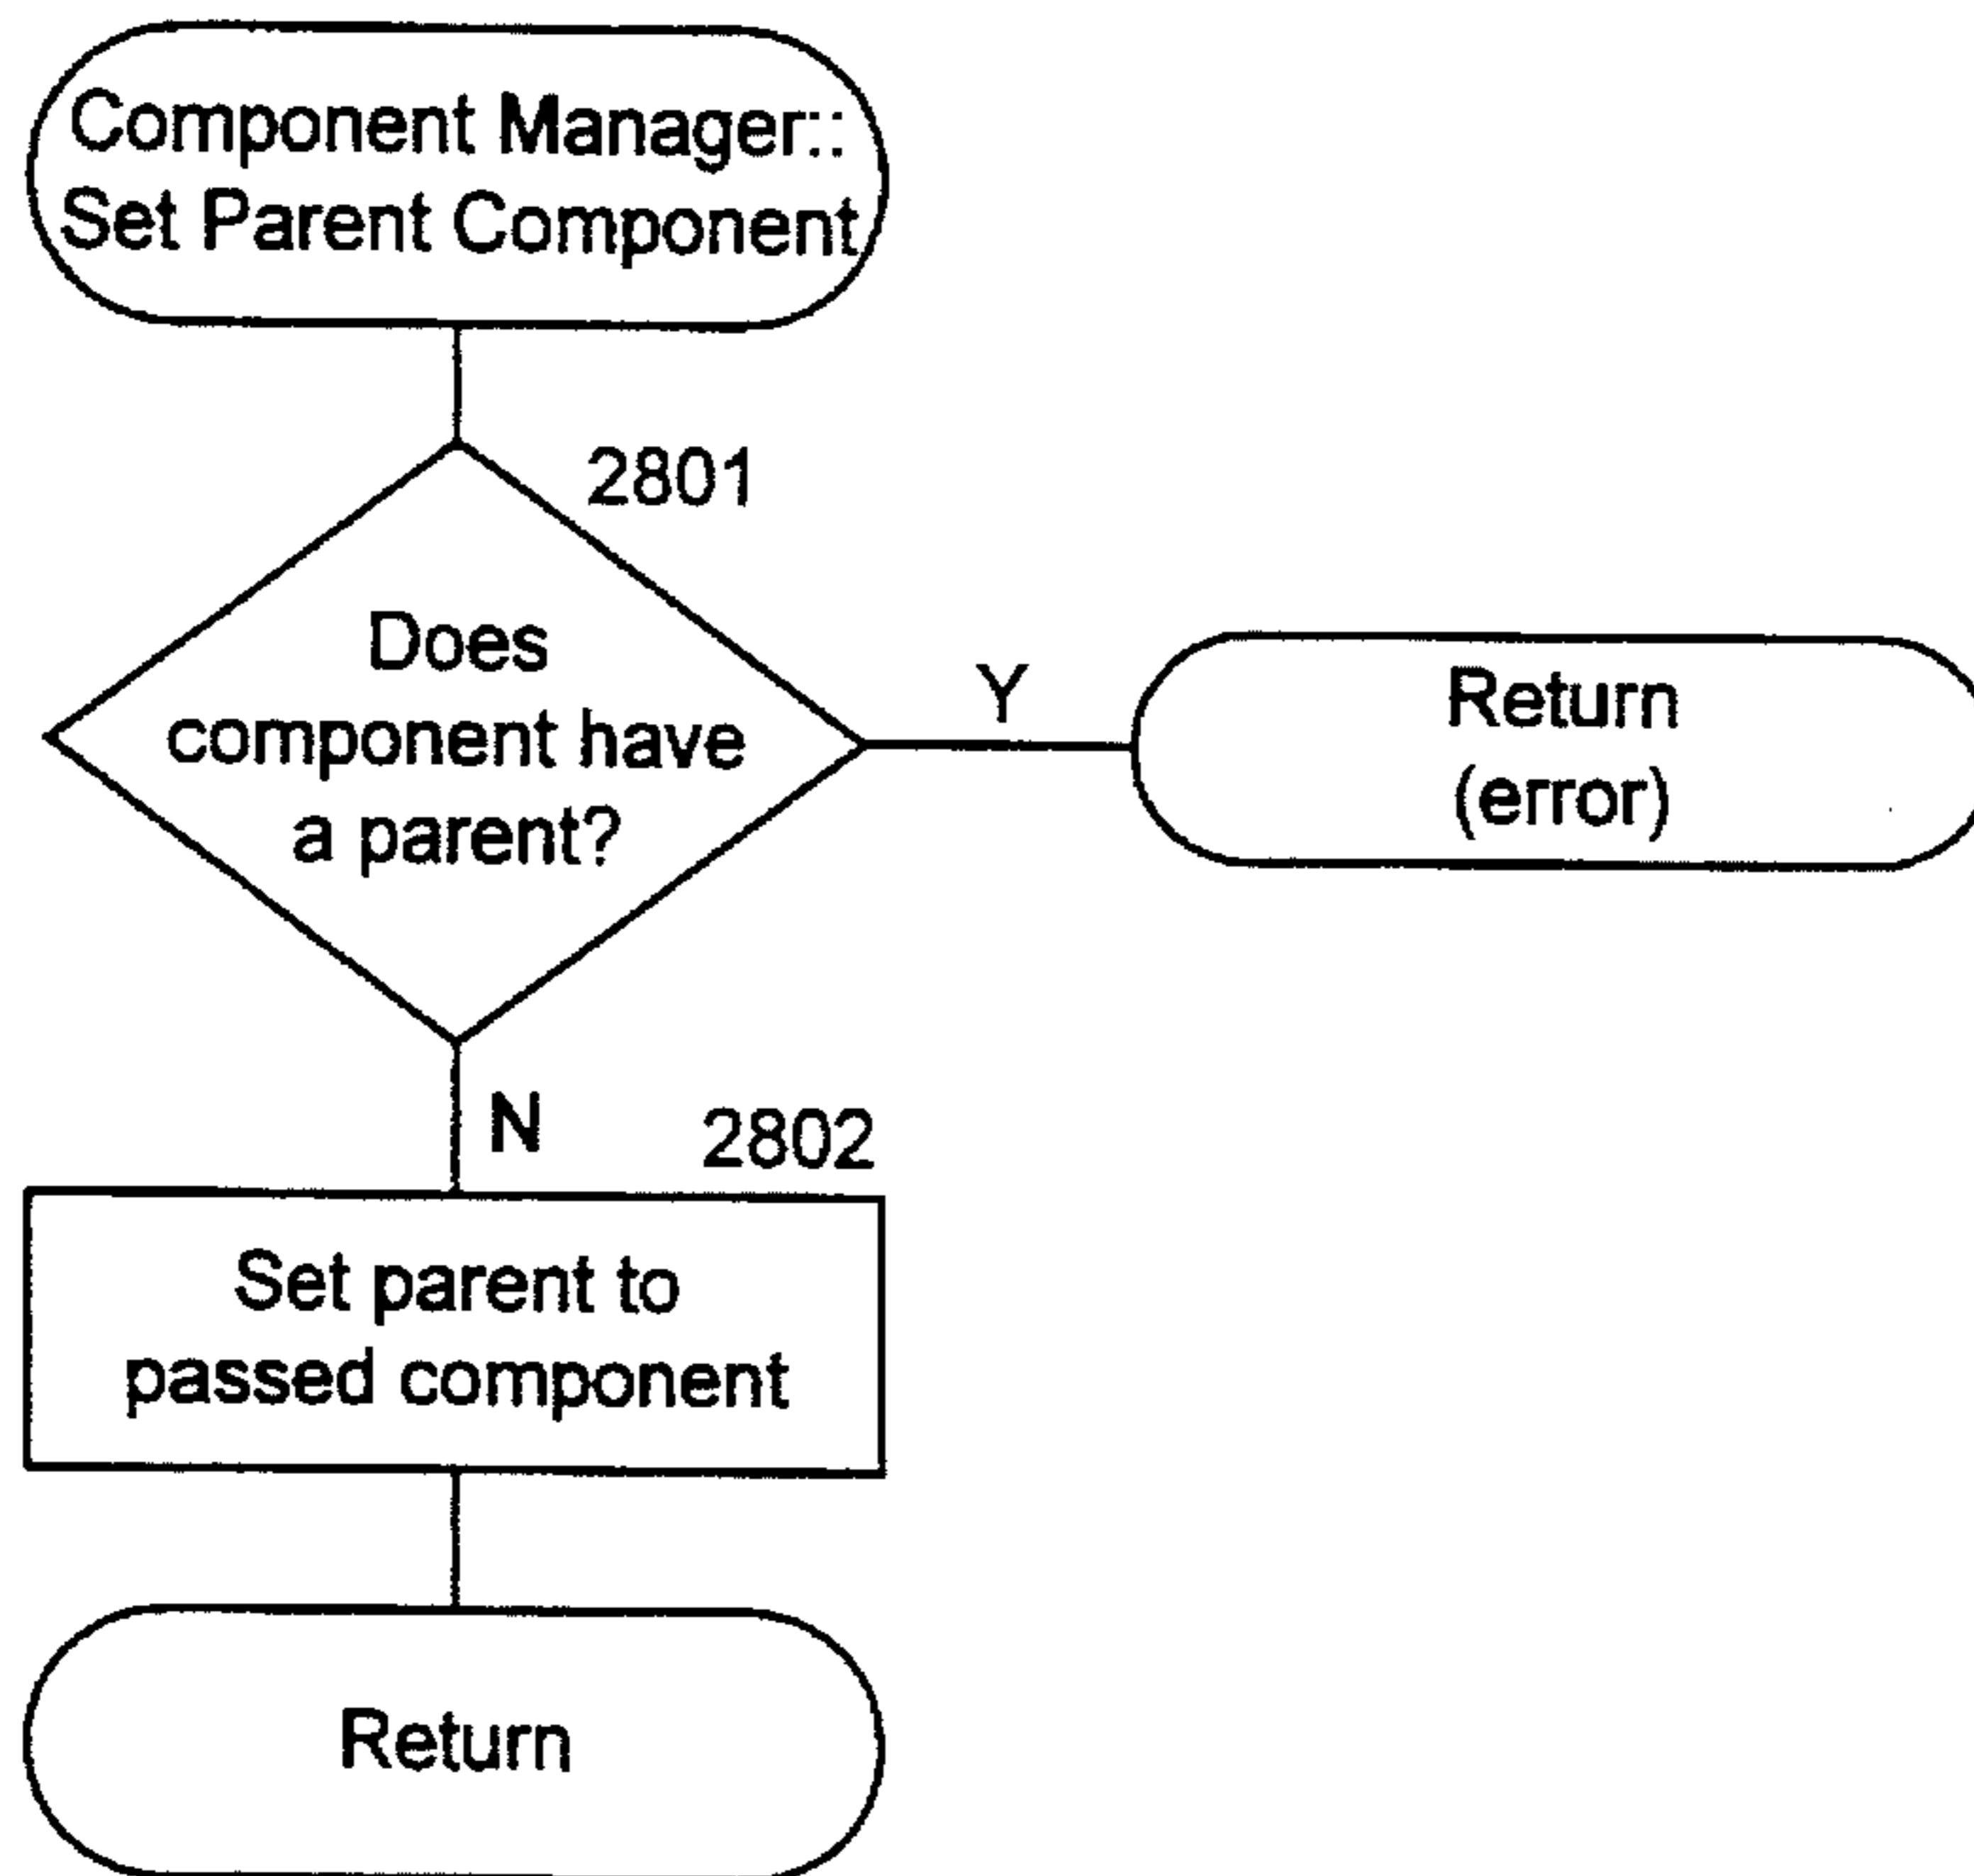 Component Manager::
Set Parent Component
2801
Does
component have
a parent?
Y
Return
(error)
N
2802
Set parent to
passed component
Return